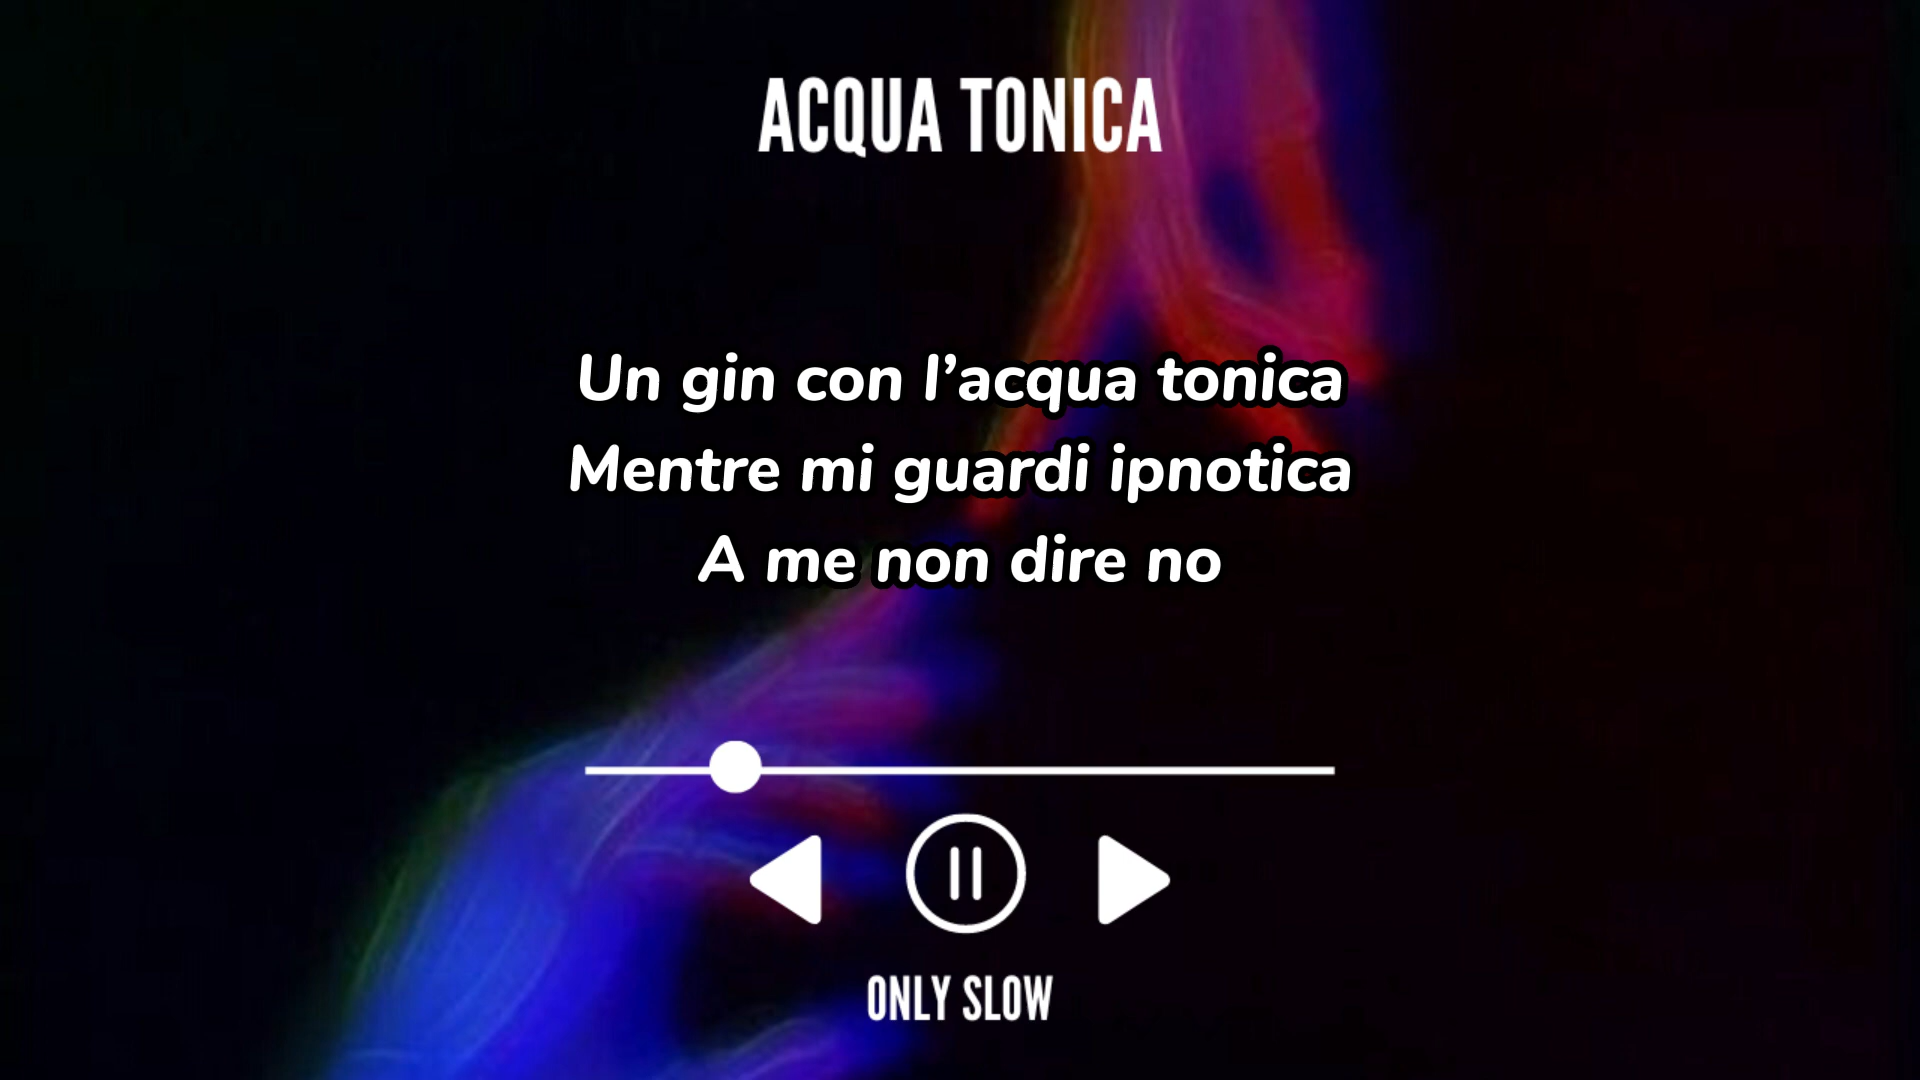 ACQUA TONICA
Un gin con l’acqua tonica
Mentre mi guardi ipnotica
A me non dire no
ONLY SLOW